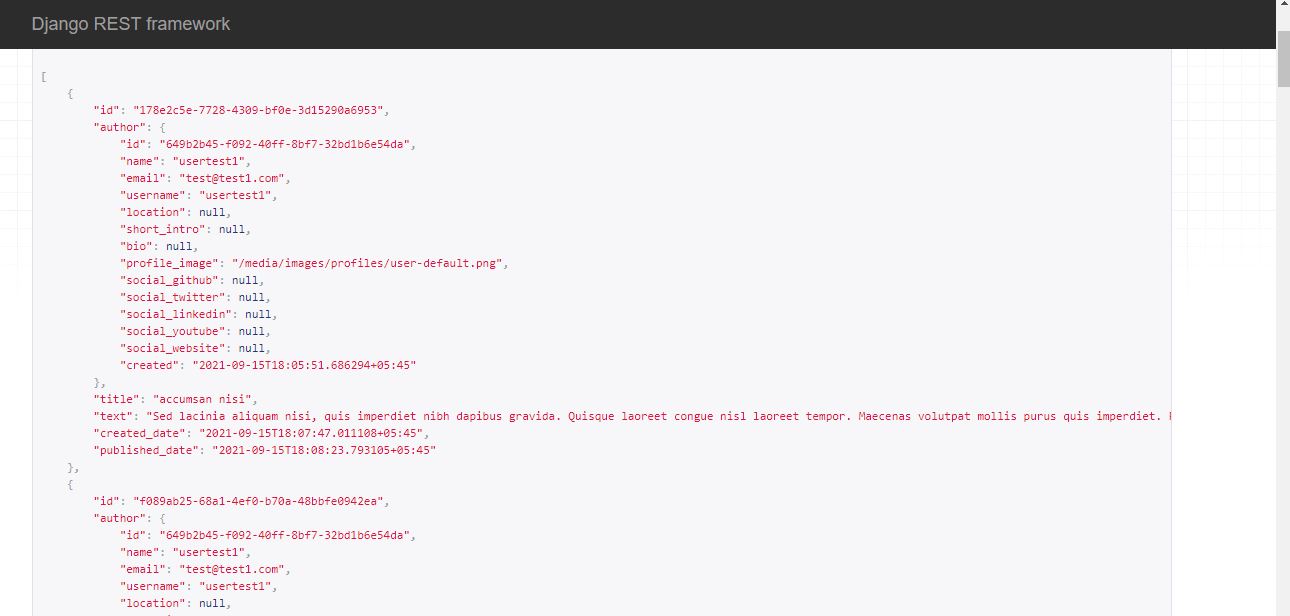 Django REST framework
[
{
"id": "178e2c5e-7728-4309-bf0e-3d15290a6953",
"author": {
"id": "649b2b45-f092-40ff-8bf7-32bd1b6e54da",
"name": "usertest1",
"email": "test@test1.com",
"username": "usertest1",
"location": null,
"short_intro": null,
"bio": null,
"profile_image": "/media/images/profiles/user-default.png",
"social_github": null,
"social_twitter": null,
"social_linkedin": null,
"social_youtube": null,
"social_website": null,
"created": "2021-09-15T18:05:51.686294+05:45"
},
"title": "accumsan nisi",
"text": "Sed lacinia aliquam nisi, quis imperdiet nibh dapibus gravida. Quisque laoreet congue nisl laoreet tempor. Maecenas volutpat mollis purus quis imperdiet.
"created_date": "2021-09-15T18:07:47.011108+05:45",
"published_date": "2021-09-15T18:08:23.793105+05:45"
},
{
"id": "f089ab25-68a1-4ef0-b70a-48bbfe0942ea",
"author": {
"id": "649b2b45-f092-40ff-8bf7-32bd1b6e54da",
"name": "usertest1",
"email": "test@test1.com",
"username": "usertest1",
"location": null,